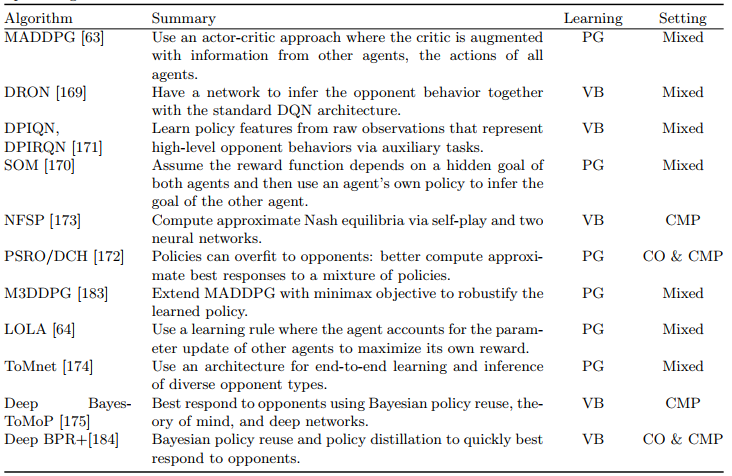 Algorithm Summary Learning Setting
MADDPG [63] Use an actor-critic approach where the critic is augmented PG Mixed
with information from other agents, the actions of all
agents.
DRON [169] Have a network to infer the opponent behavior together VB Mixed
with the standard DQN architecture.
DPIQN, Learn policy features from raw observations that represent VB Mixed
DPIRQN [171] high-level opponent behaviors via auxiliary tasks.
SOM [170] Assume the reward function depends on a hidden goal of PG Mixed
both agents and then use an agent's own policy to infer the
goal of the other agent.
NFSP [173] Compute approximate Nash equilibria via self-play and two VB CMP
neural networks.
PSRO/DCH [172] Policies can overfit to opponents: better compute approxi- PG CO & CMP
mate best responses to a mixture of policies.
M3DDPG [183] Extend MADDPG with minimax objective to robustify the PG Mixed
learned policy.
LOLA [64] Use a learning rule where the agent accounts for the param- PG Mixed
eter update of other agents to maximize its own reward.
ToMnet [174] Use an architecture for end-to-end learning and inference PG Mixed
of diverse opponent types.
Deep Bayes- Best respond to opponents using Bayesian policy reuse, the- VB CMP
ToMoP [175] ory of mind, and deep networks.
Deep BPR+[184] Bayesian policy reuse and policy distillation to quickly best VB CO & CMP
respond to opponents.